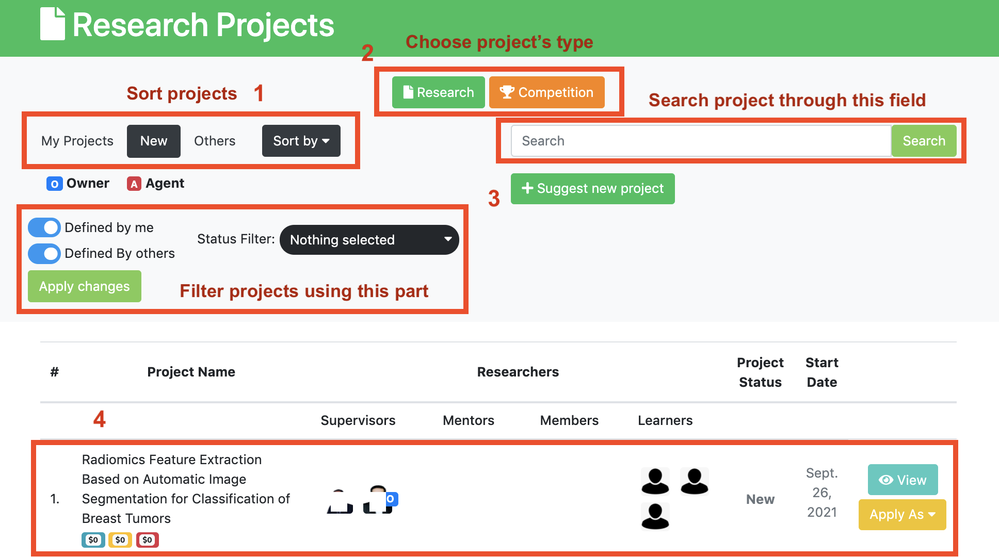 Research Projects
Choose project's type
2
Research
Competition
Sort projects 1
Search project through this field
My Projects
New
Others
Sort by
Search
Search
O Owner
A Agent
3
Suggest new project
Defined by me
Defined By others
Status Filter:
Nothing selected
Apply changes
Filter projects using this part
#
Project Name
Researchers
Project
Status
Start
Date
4
Supervisors
Mentors
Members
Learners
1.
Radiomics Feature Extraction
Based on Automatic Image
Segmentation for Classification of
Breast Tumors
$0
$0
$0
O
New
Sept.
26,
2021
View
Apply As